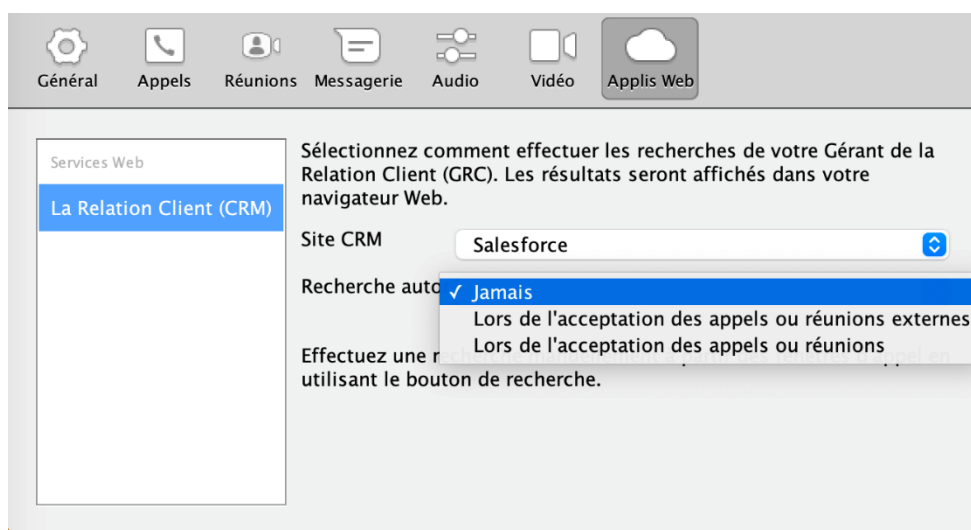 Général Appels Réunions Messagerie Audio Vidéo Applis Web
Services Web
La Relation Client (CRM)
Sélectionnez comment effectuer les recherches de votre Gérant de la
Relation Client (GRC). Les résultats seront affichés dans votre
navigateur Web.
Site CRM Salesforce
Recherche auto
✓ Jamais
Lors de l'acceptation des appels ou réunions externes
Lors de l'acceptation des appels ou réunions
Effectuez une d'appel en
utilisant le bouton de recherche.